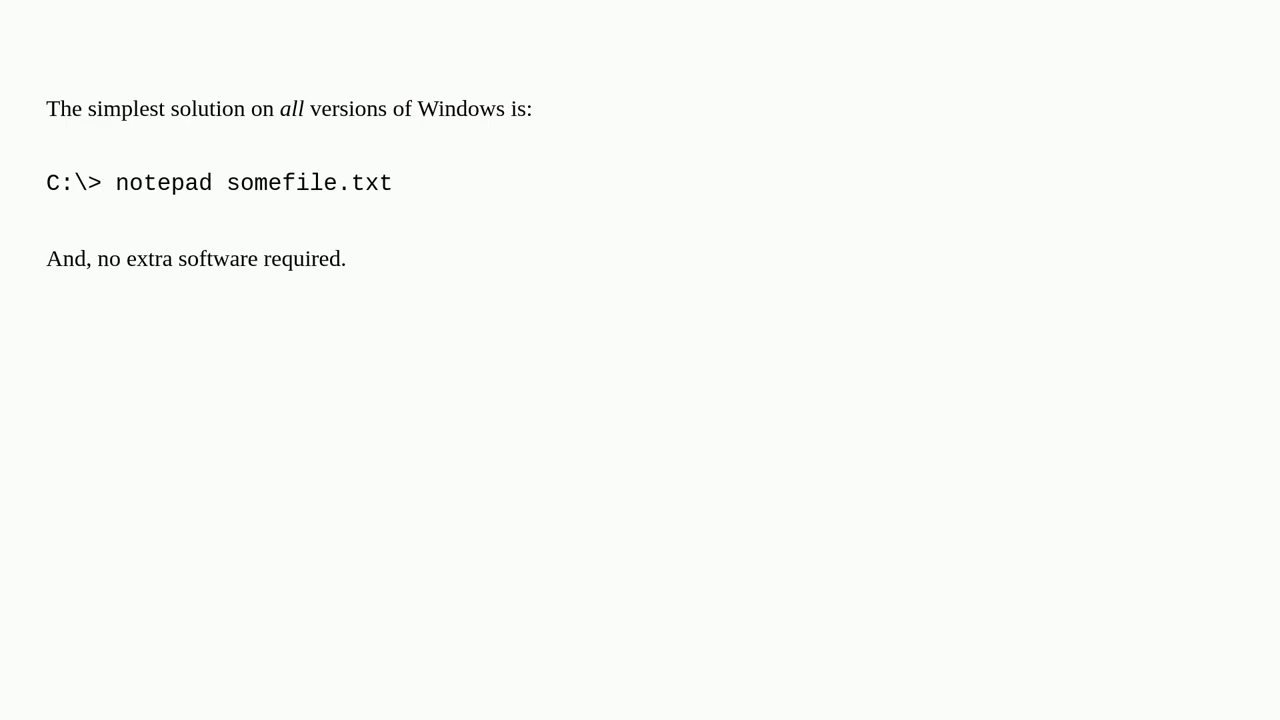 The simplest solution on all versions of Windows is:
C:\> notepad somefile.txt
And, no extra software required.